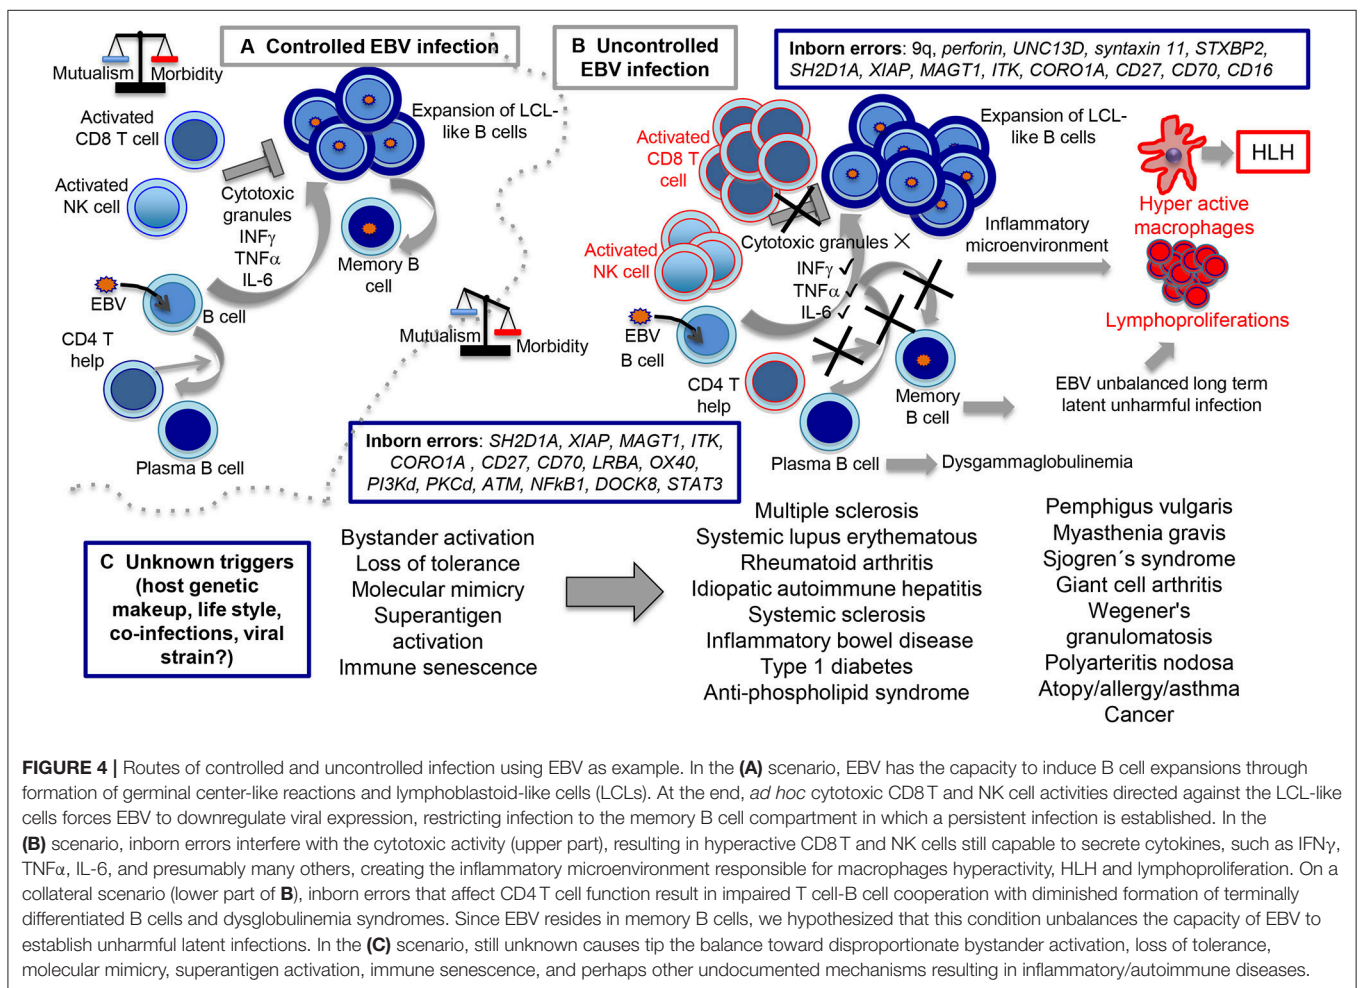 A Controlled EBV infection
Mutualism
Morbidity
Activated
CD8 T cell
Expansion of LCL-
like B cells
Activated
NK cell
Cytotoxic
granules
INFγ
TNFα
IL-6
Memory B
cell
EBV
B cell
CD4 T
help
Plasma B cell
Mutualism
Morbidity
B Uncontrolled
EBV infection
Inborn errors: 9q, perforin, UNC13D, syntaxin 11, STXBP2,
SH2D1A, XIAP, MAGT1, ITK, CORO1A, CD27, CD70, CD16
Activated
CD8 T
cell
Expansion of LCL-
like B cells
HLH
Hyper active
macrophages
Activated
NK cell
Cytotoxic granules ✕
INFγ ✓
TNFα ✓
IL-6 ✓
Inflammatory
microenvironment
Lymphoproliferations
EBV
B cell
CD4 T
help
Memory
B cell
EBV unbalanced long term
latent unharmful infection
Plasma B cell
Dysgammaglobulinemia
Inborn errors: SH2D1A, XIAP, MAGT1, ITK,
CORO1A , CD27, CD70, LRBA, OX40,
PI3Kd, PKCd, ATM, NFkB1, DOCK8, STAT3
C Unknown triggers
(host genetic
makeup, life style,
co-infections, viral
strain?)
Bystander activation
Loss of tolerance
Molecular mimicry
Superantigen
activation
Immune senescence
Multiple sclerosis
Systemic lupus erythematous
Rheumatoid arthritis
Idiopatic autoimmune hepatitis
Systemic sclerosis
Inflammatory bowel disease
Type 1 diabetes
Anti-phospholipid syndrome
Pemphigus vulgaris
Myasthenia gravis
Sjogren´s syndrome
Giant cell arthritis
Wegener's
granulomatosis
Polyarteritis nodosa
Atopy/allergy/asthma
Cancer
FIGURE 4 | Routes of controlled and uncontrolled infection using EBV as example. In the (A) scenario, EBV has the capacity to induce B cell expansions through
formation of germinal center-like reactions and lymphoblastoid-like cells (LCLs). At the end, ad hoc cytotoxic CD8 T and NK cell activities directed against the LCL-like
cells forces EBV to downregulate viral expression, restricting infection to the memory B cell compartment in which a persistent infection is established. In the
(B) scenario, inborn errors interfere with the cytotoxic activity (upper part), resulting in hyperactive CD8 T and NK cells still capable to secrete cytokines, such as IFNγ,
TNFα, IL-6, and presumably many others, creating the inflammatory microenvironment responsible for macrophages hyperactivity, HLH and lymphoproliferation. On a
collateral scenario (lower part of B), inborn errors that affect CD4 T cell function result in impaired T cell-B cell cooperation with diminished formation of terminally
differentiated B cells and dysglobulinemia syndromes. Since EBV resides in memory B cells, we hypothesized that this condition unbalances the capacity of EBV to
establish unharmful latent infections. In the (C) scenario, still unknown causes tip the balance toward disproportionate bystander activation, loss of tolerance,
molecular mimicry, superantigen activation, immune senescence, and perhaps other undocumented mechanisms resulting in inflammatory/autoimmune diseases.